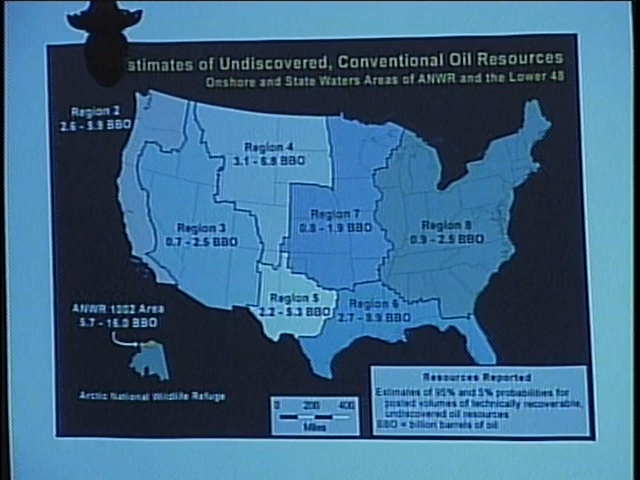 stimates of Undiscovered, Conventional Oil Resources
Onshore and State Waters Areas of ANWR and the Lower 48
Region 2
2.6 - 5.9 BBO
Region 4
3.1 - 6.8 BBO
Region 3
0.7 - 2.5 BBO
Region 7
0.8 - 1.9 BBO
Region 8
0.9 - 2.5 BBO
Region 5
2.2 - 5.3 BBO
Region 6
2.7 - 8.9 BBO
ANWR 1002 Area
5.7 - 16.0 BBO
Arctic National Wildlife Refuge
0 200 400
Miles
Resources Reported
Estimates of 95% and 5% probabilities for
posted volumes of technically recoverable,
undiscovered oil resources
BBO = billion barrels of oil